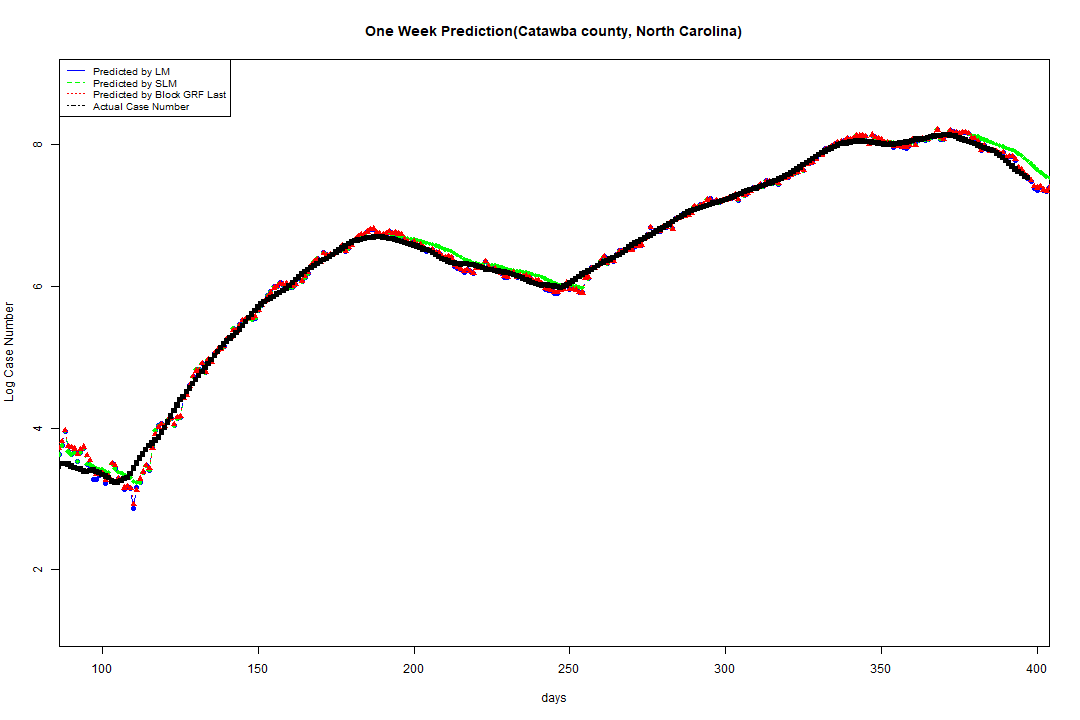 One Week Prediction(Catawba county, North Carolina)
Predicted by LM
Predicted by SLM
Predicted by Block GRF Last
Actual Case Number
Log Case Number
8
6
4
2
100 150 200 250 300 350 400
days